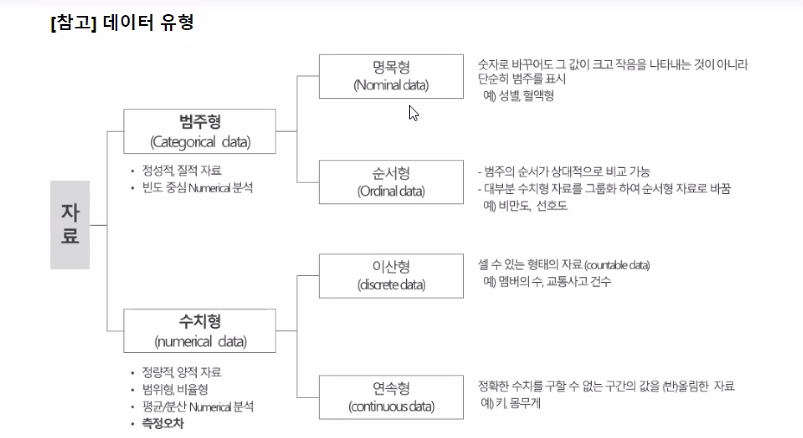 [참고] 데이터 유형
명목형
(Nominal data)
숫자로 바꾸어도 그 값이 크고 작음을 나타내는 것이 아니라
단순히 범주를 표시
예) 성별, 혈액형
범주형
(Categorical data)
• 정성적, 질적 자료
• 빈도 중심 Numerical 분석
순서형
(Ordinal data)
- 범주의 순서가 상대적으로 비교 가능
- 대부분 수치형 자료를 그룹화 하여 순서형 자료로 바꿈
예) 비만도, 선호도
자
료
이산형
(discrete data)
셀 수 있는 형태의 자료 (countable data)
예) 멤버의 수, 교통사고 건수
수치형
(numerical data)
• 정량적, 양적 자료
• 범위형, 비율형
• 평균/분산 Numerical 분석
• 측정오차
연속형
(continuous data)
정확한 수치를 구할 수 없는 구간의 값을 (반)올림한 자료
예) 키, 몸무게